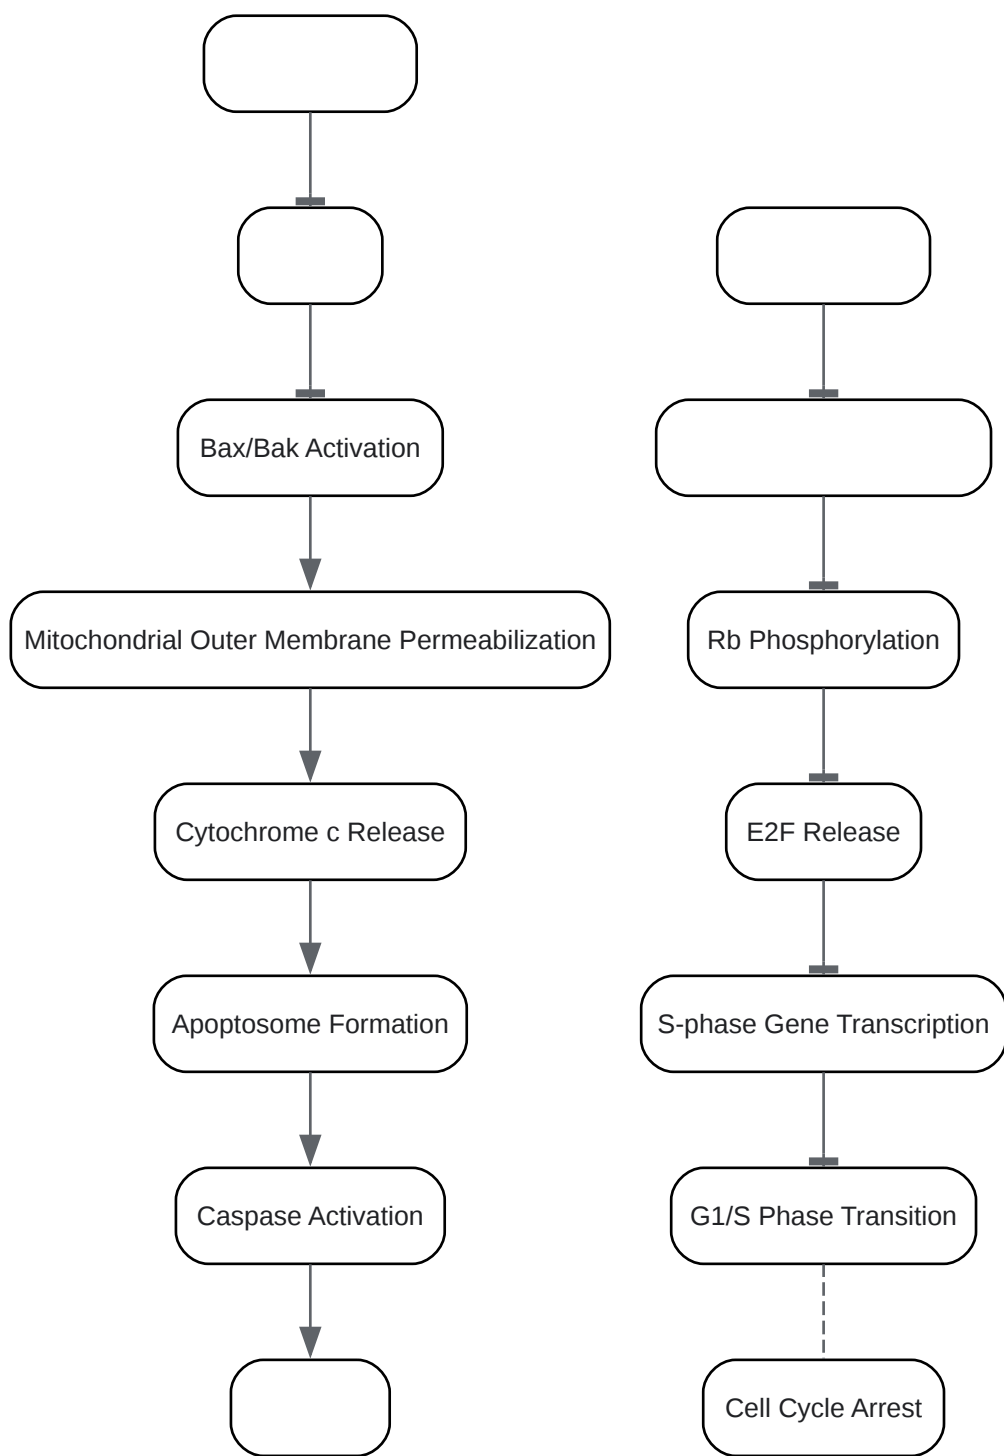 Bax/Bak Activation
Mitochondrial Outer Membrane Permeabilization
Cytochrome c Release
Apoptosome Formation
Caspase Activation
Rb Phosphorylation
E2F Release
S-phase Gene Transcription
G1/S Phase Transition
Cell Cycle Arrest